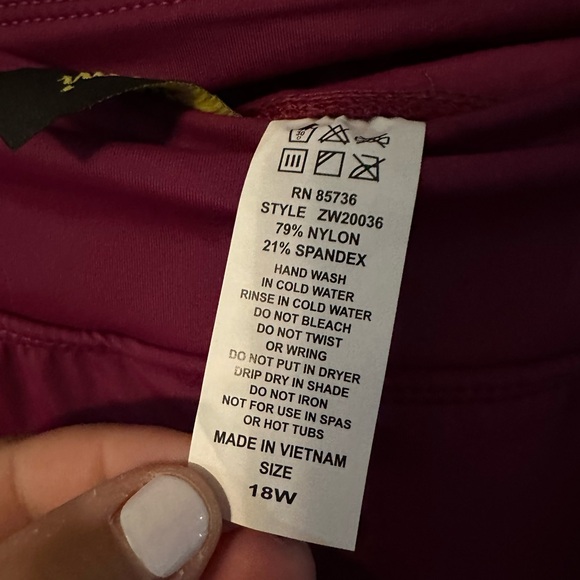 30
RN 85736
STYLE ZW20036
79% NYLON
21% SPANDEX
HAND WASH
IN COLD WATER
RINSE IN COLD WATER
DO NOT BLEACH
DO NOT TWIST
OR WRING
DO NOT PUT IN DRYER
DRIP DRY IN SHADE
DO NOT IRON
NOT FOR USE IN SPAS
OR HOT TUBS
MADE IN VIETNAM
SIZE
18W